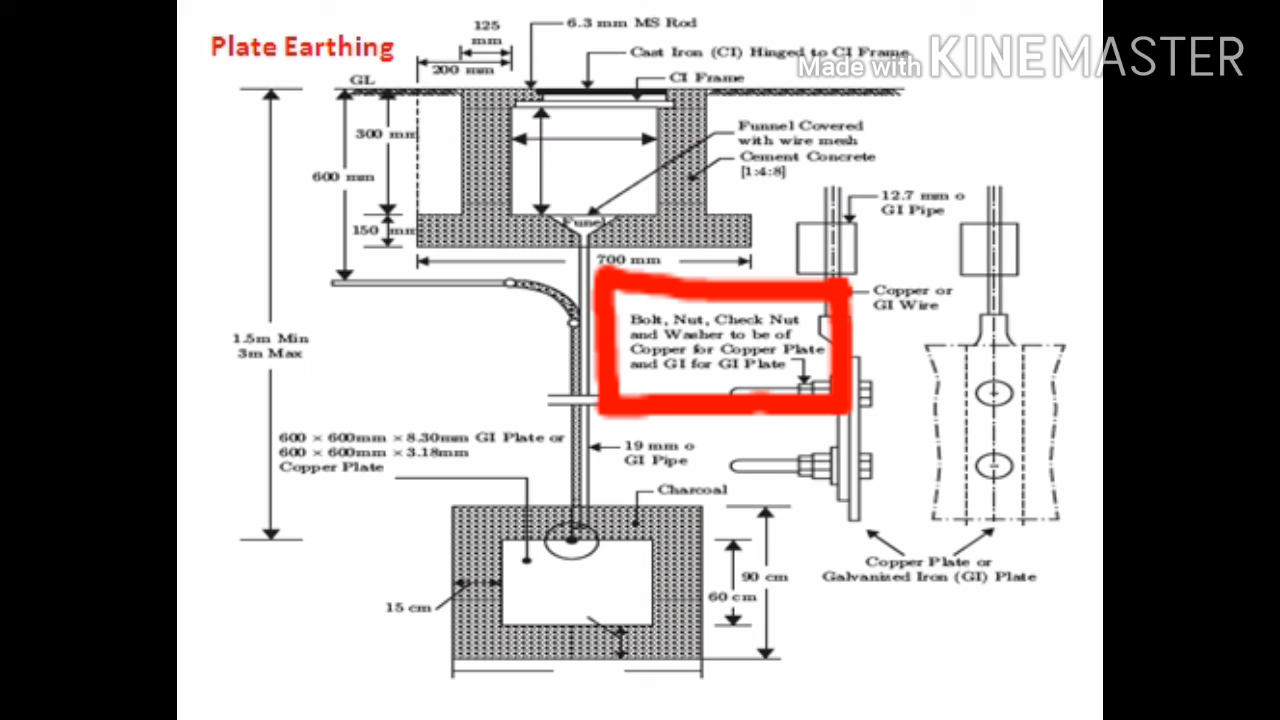 Plate Earthing
Made with KINEMASTER
125
mm
200 mm
6.3 mm MS Rod
Cast Iron (CI) Hinged to CI Frame
CI Frame
GL
300 mm
600 mm
150 mm
Funnel Covered
with wire mesh
Cement Concrete
[1:4:8]
Funel
700 mm
12.7 mm o
GI Pipe
Copper or
GI Wire
Bolt, Nut, Check Nut
and Washer to be of
Copper for Copper Plate
and GI for GI Plate
1.5m Min
3m Max
600 × 600mm × 8.30mm GI Plate or
600 × 600mm × 3.18mm
Copper Plate
19 mm o
GI Pipe
Charcoal
Copper Plate or
Galvanized Iron (GI) Plate
90 cm
60 cm
15 cm